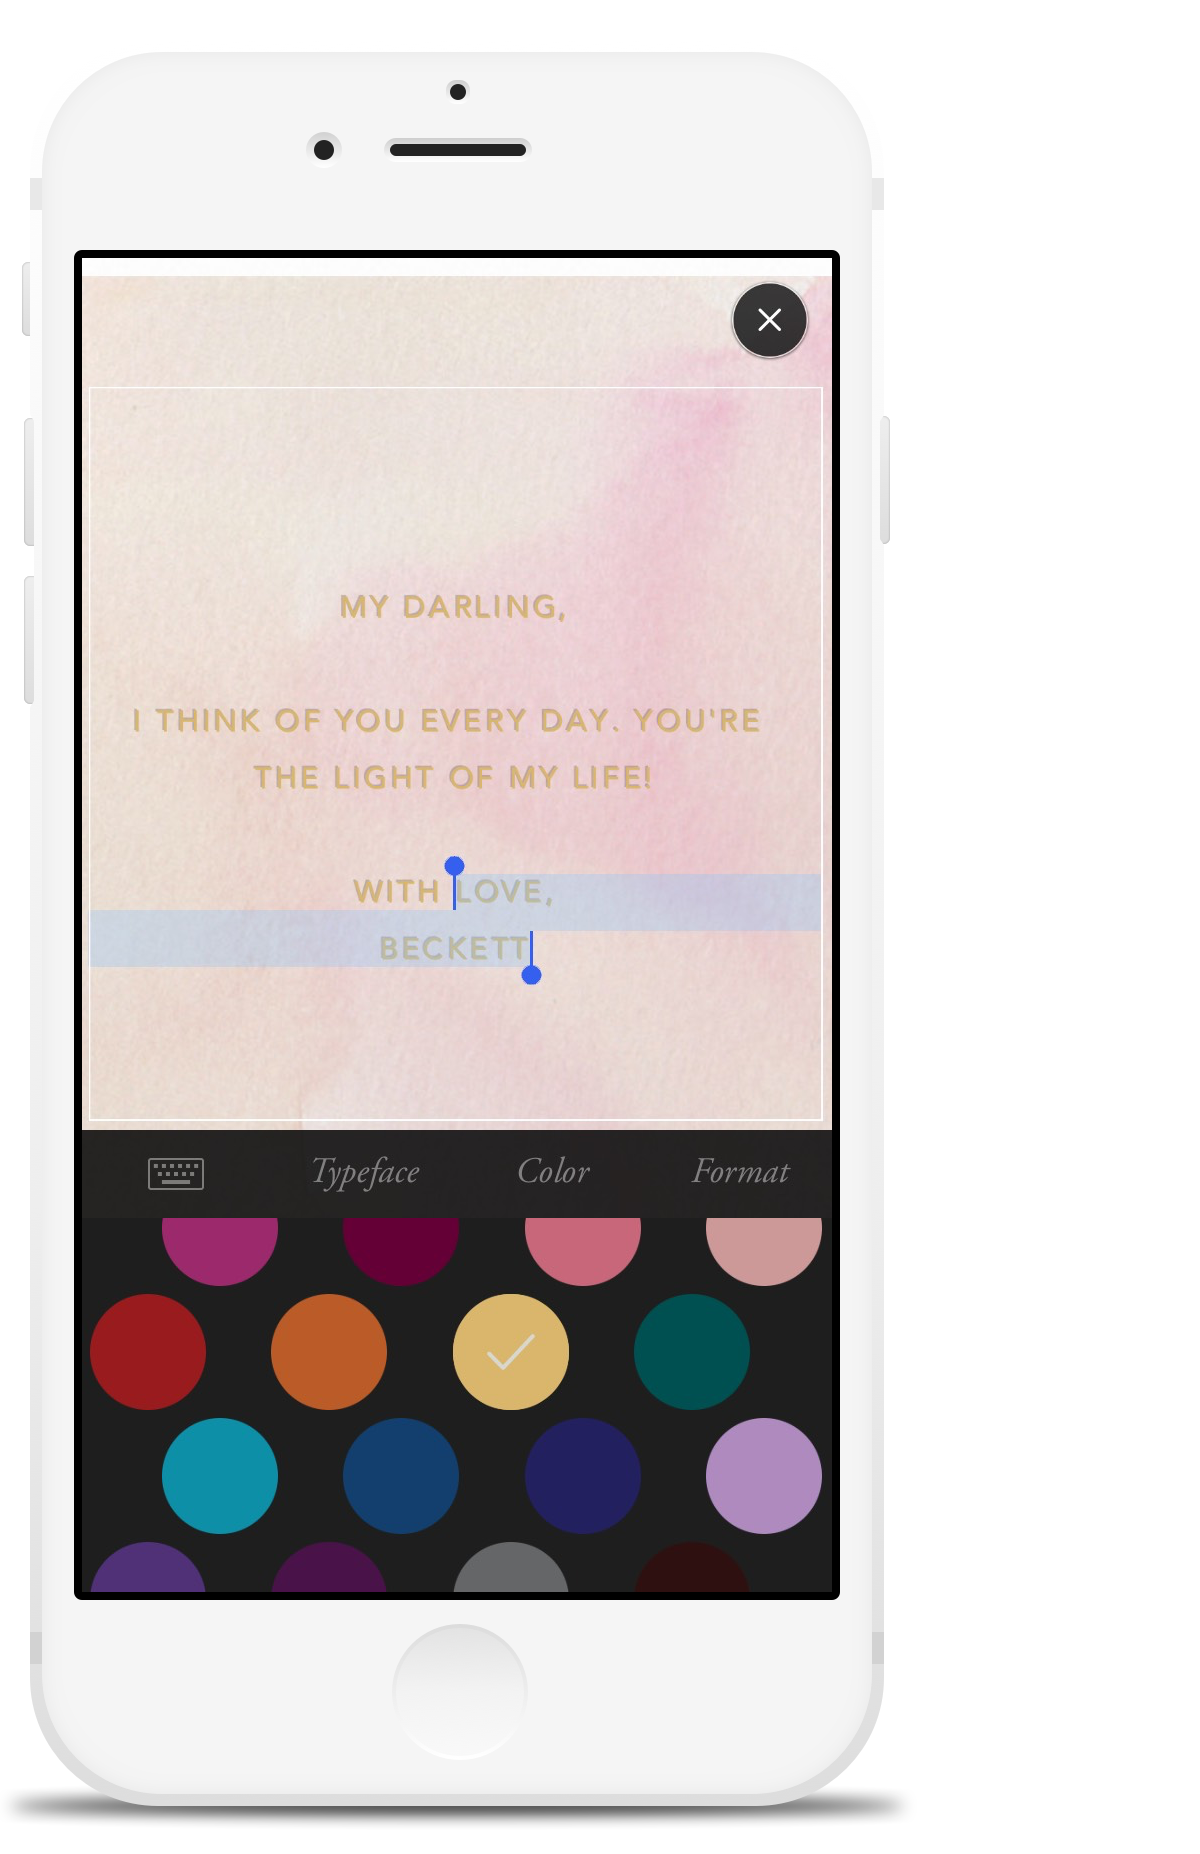 MY DARLING,
I THINK OF YOU EVERY DAY. YOU'RE
THE LIGHT OF MY LIFE!
WITH LOVE,
BECKETT
Typeface Color Format